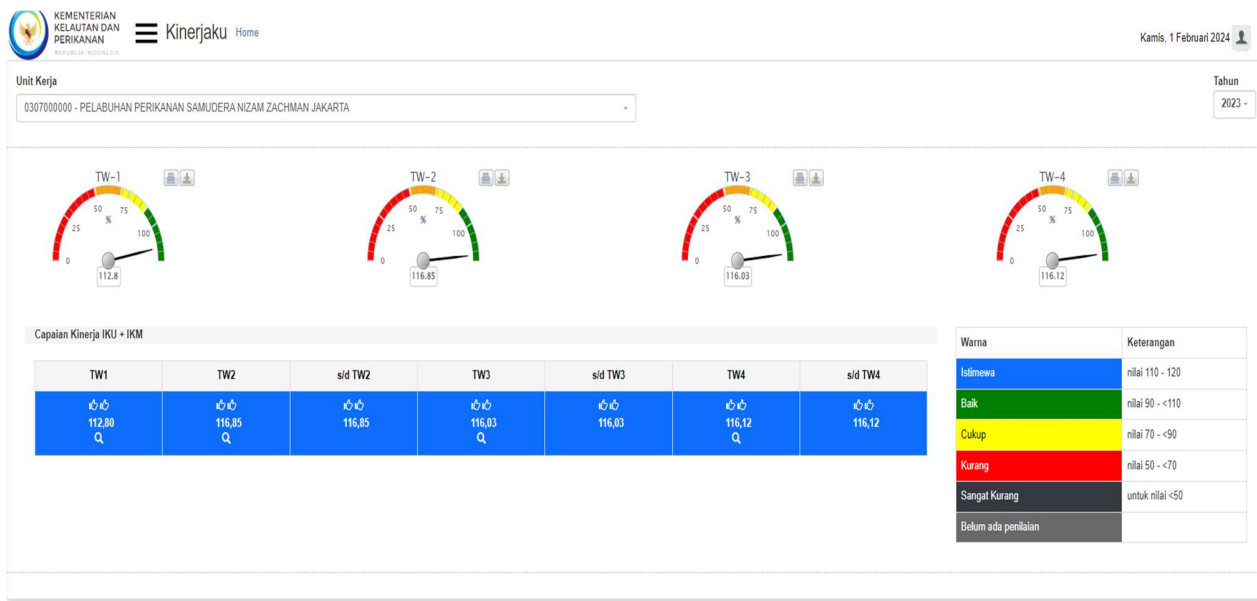 KEMENTERIAN
KELAUTAN DAN
PERIKANAN
REPUBLIK INDONESIA
Kinerjaku Home
Kamis, 1 Februari 2024
Unit Kerja
Tahun
0307000000 - PELABUHAN PERIKANAN SAMUDERA NIZAM ZACHMAN JAKARTA
2023
TW-1
0 25 50 75 100
%
112.8
TW-2
0 25 50 75 100
%
116.85
TW-3
0 25 50 75 100
%
116.03
TW-4
0 25 50 75 100
%
116.12
Capaian Kinerja IKU + IKM
TW1 TW2 s/d TW2 TW3 s/d TW3 TW4 s/d TW4
112,80 116,85 116,85 116,03 116,03 116,12 116,12
Warna Keterangan
Istimewa nilai 110 - 120
Baik nilai 90 - <110
Cukup nilai 70 - <90
Kurang nilai 50 - <70
Sangat Kurang untuk nilai <50
Belum ada penilaian